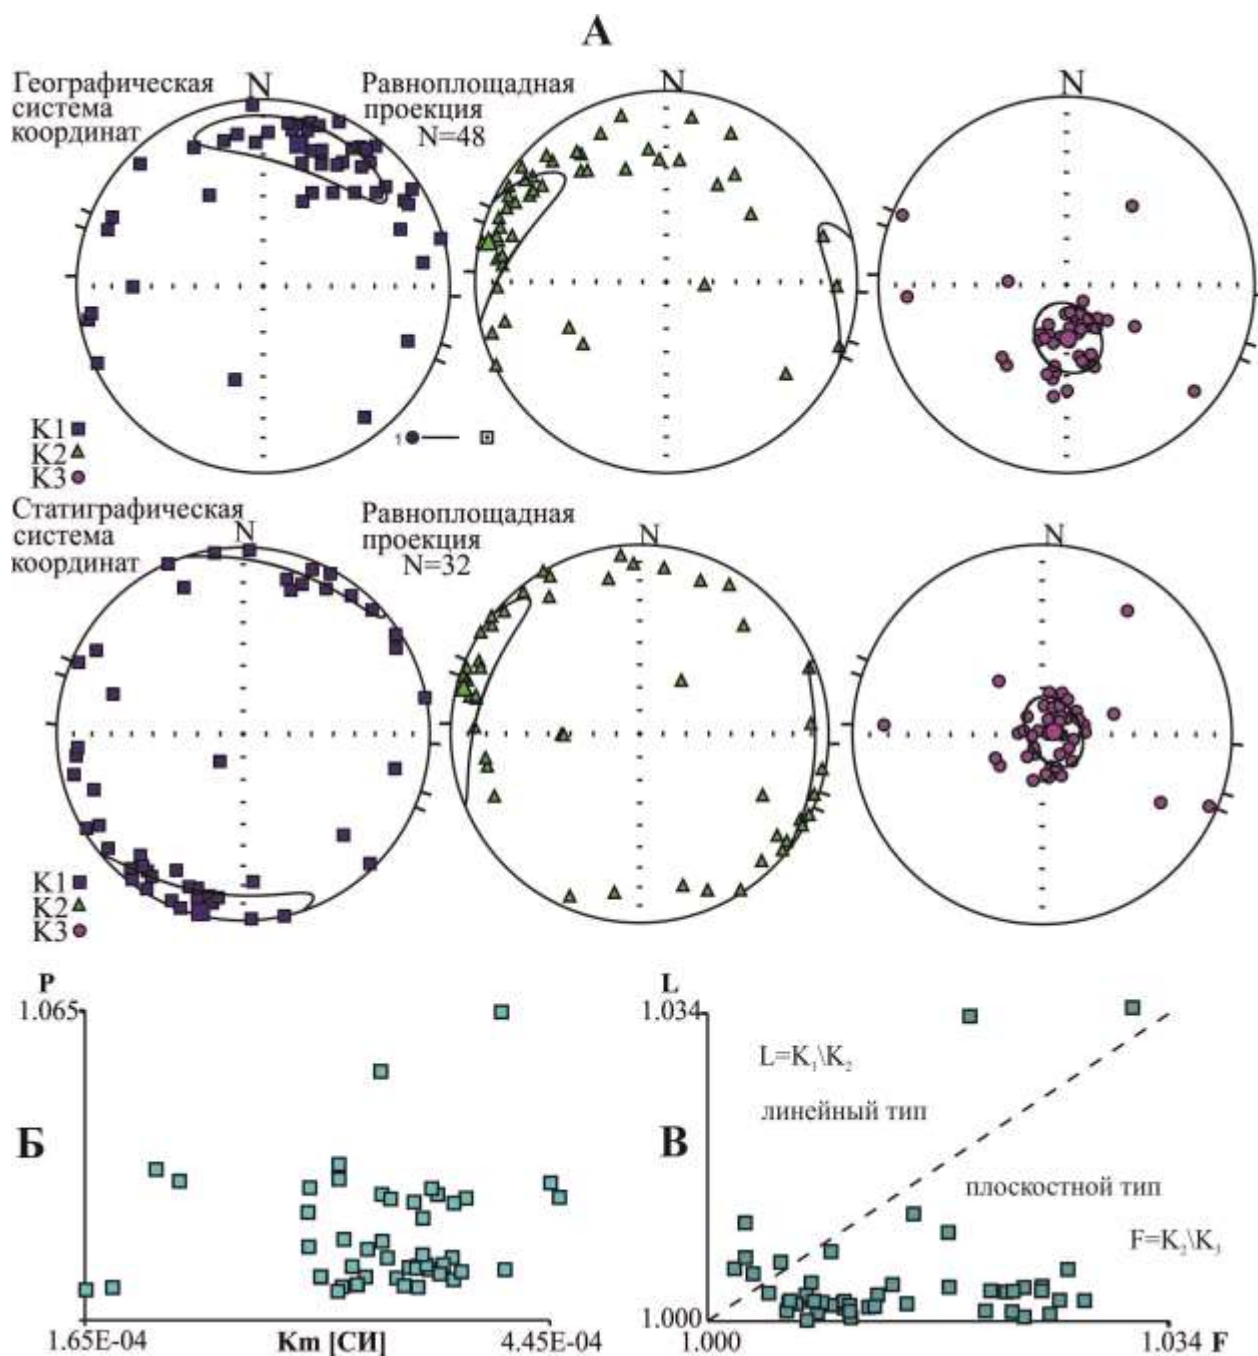 А
Географическая
система
координат
N
Равноплощадная
проекция
N=48
N
N
K1
K2
K3
1
Статиграфическая
система
координат
N
Равноплощадная
проекция
N=32
N
N
K1
K2
K3
P
1.065
Б
1.65E-04
Km [СИ]
4.45E-04
L
1.034
L=K₁\K₂
линейный тип
В
плоскостной тип
F=K₂\K₃
1.000
1.000
1.034
F